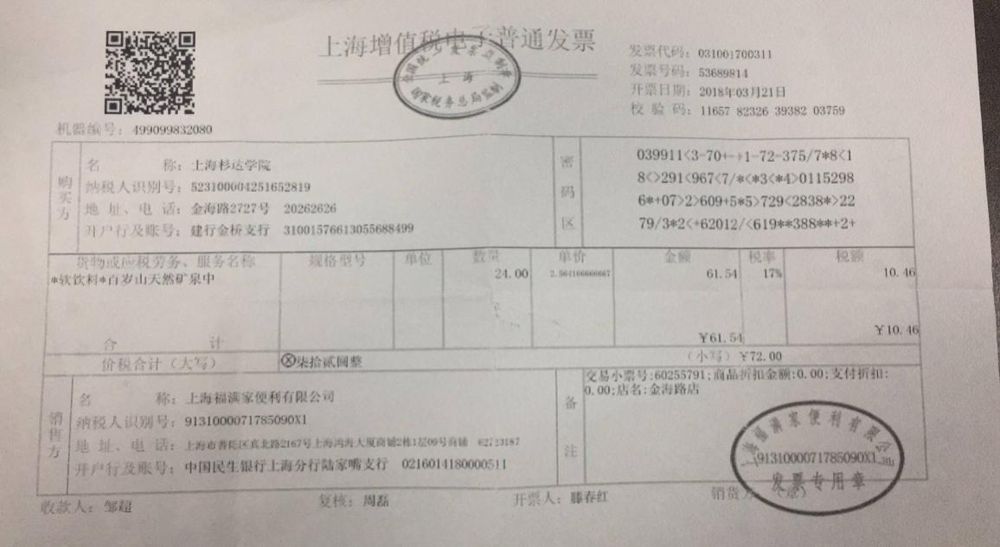 上海增值税电子普通发票
全国统一发票监制章
上海
国家税务总局监制
发票代码：031001700311
发票号码：53689814
开票日期：2018年03月21日
校 验 码：11657 82326 39382 03759
机器编号：499099832080
购买方
名 称：上海杉达学院
纳税人识别号：523100004251652819
地 址、电 话：金海路2727号 20262626
开户行及账号：建行金桥支行 31001576613055688499
密码区
039911<3-70+-+1-72-375/7*8<1
8<>291<967<7/*<*3<*4>0115298
6*+07>2>609+5*5>729<2838*>22
79/3*2<+62012/<619**388**+2+
货物或应税劳务、服务名称 规格型号 单位 数量 单价 金额 税率 税额
*软饮料*百岁山天然矿泉中 24.00 2.564166666667 61.54 17% 10.46
合 计 ￥61.54 ￥10.46
价税合计（大写） ⊗柒拾贰圆整 （小写）￥72.00
销售方
名 称：上海福满家便利有限公司
纳税人识别号：9131000071785090X1
地 址、电 话：上海市普陀区真北路2167号上海鸿海大厦商铺2栋1层09号商铺 62723187
开户行及账号：中国民生银行上海分行陆家嘴支行 0216014180000511
备注
交易小票号:60255791;商品折扣金额:0.00;支付折扣:
0.00;店名:金海路店
上海福满家便利有限公司
9131000071785090X1
发票专用章
收款人：邹超 复核：周磊 开票人：滕春红 销货方：（章）